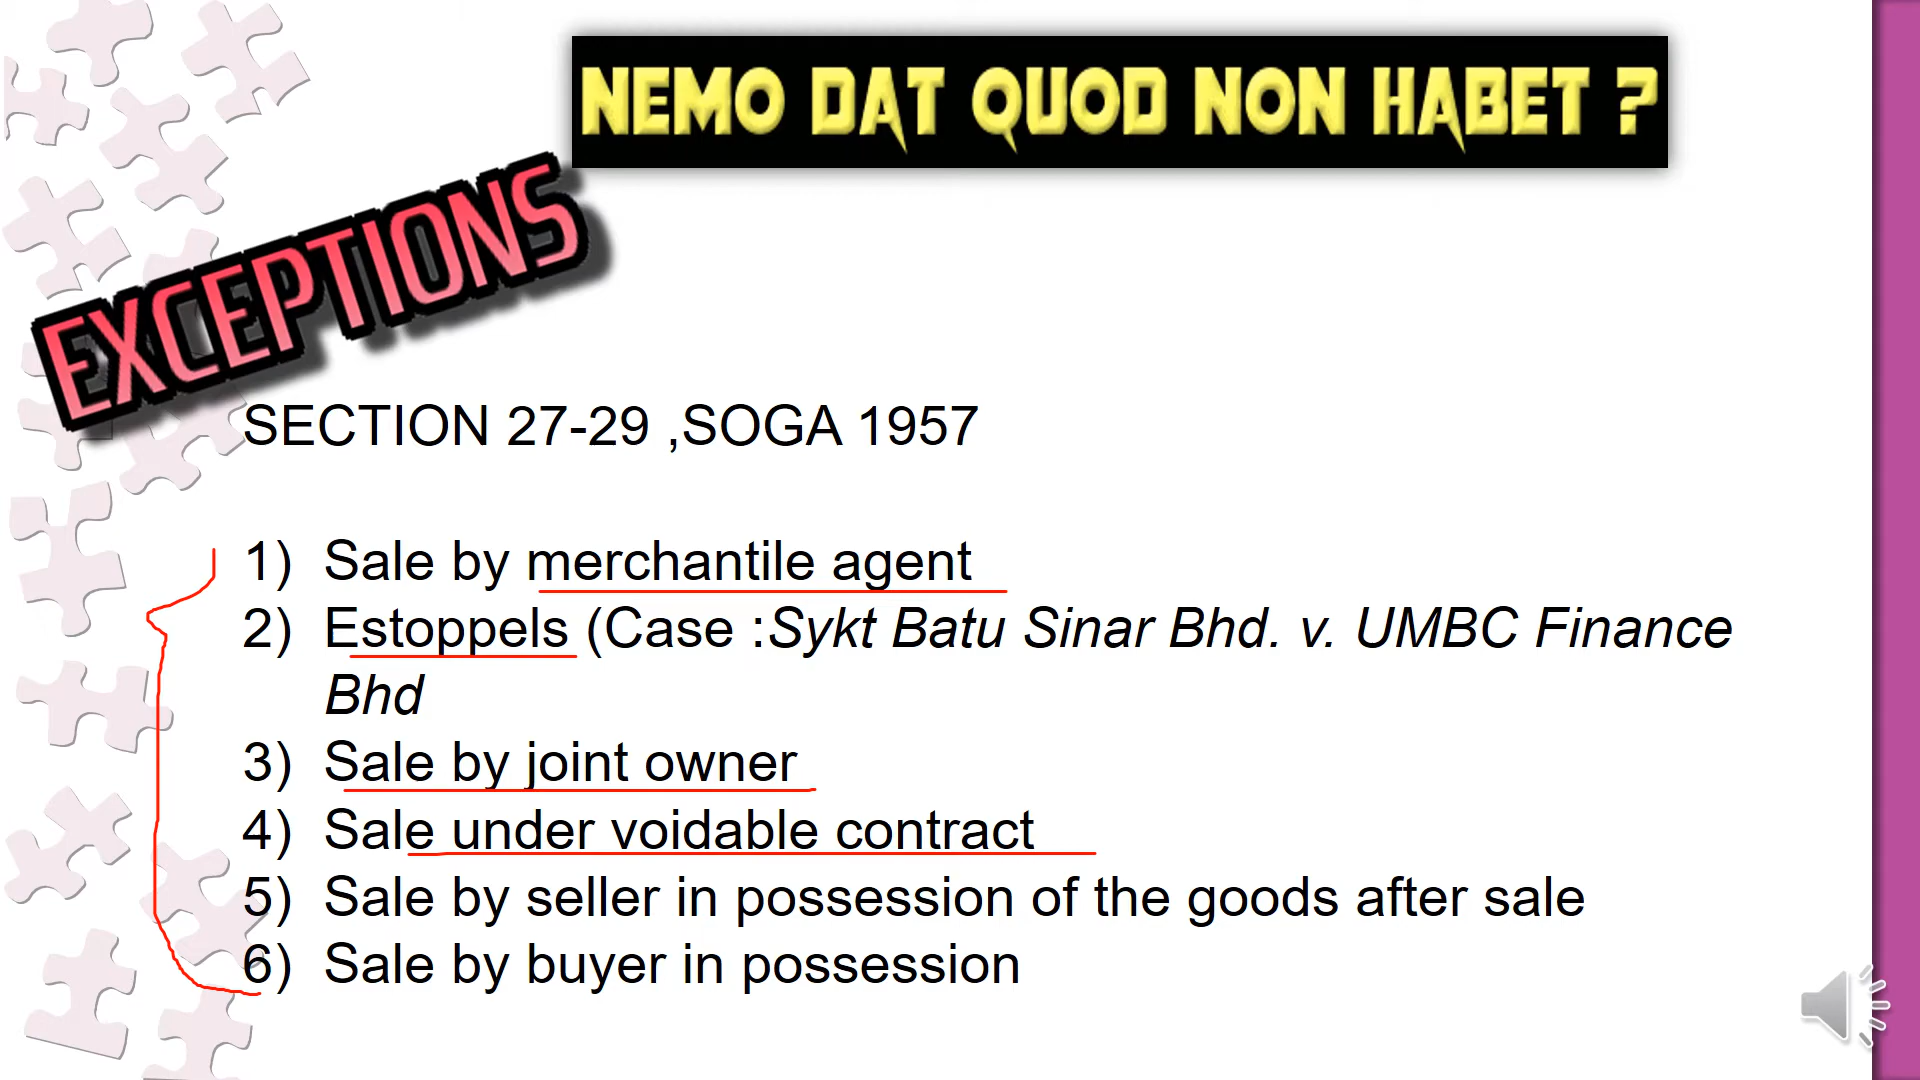 NEMO DAT QUOD NON HABET ?
EXCEPTIONS
SECTION 27-29 ,SOGA 1957
1) Sale by merchantile agent
2) Estoppels (Case :Sykt Batu Sinar Bhd. v. UMBC Finance
Bhd
3) Sale by joint owner
4) Sale under voidable contract
5) Sale by seller in possession of the goods after sale
6) Sale by buyer in possession